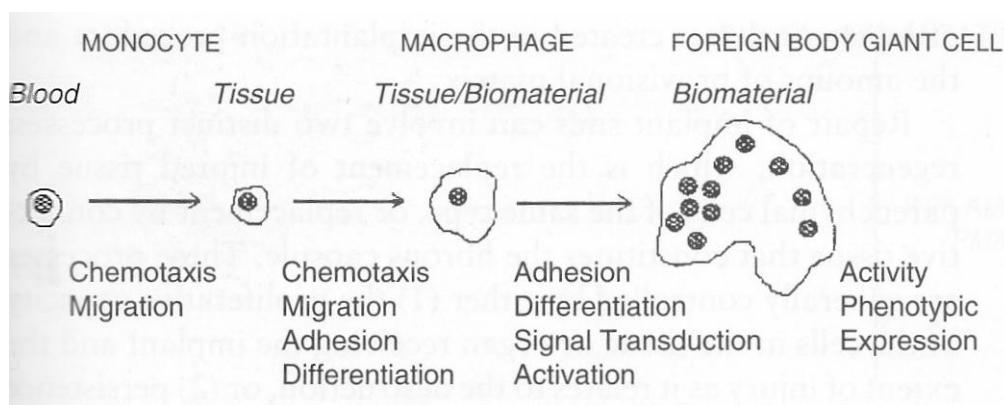 MONOCYTE MACROPHAGE FOREIGN BODY GIANT CELL
Blood Tissue Tissue/Biomaterial Biomaterial
Chemotaxis
Migration
Chemotaxis
Migration
Adhesion
Differentiation
Adhesion
Differentiation
Signal Transduction
Activation
Activity
Phenotypic
Expression